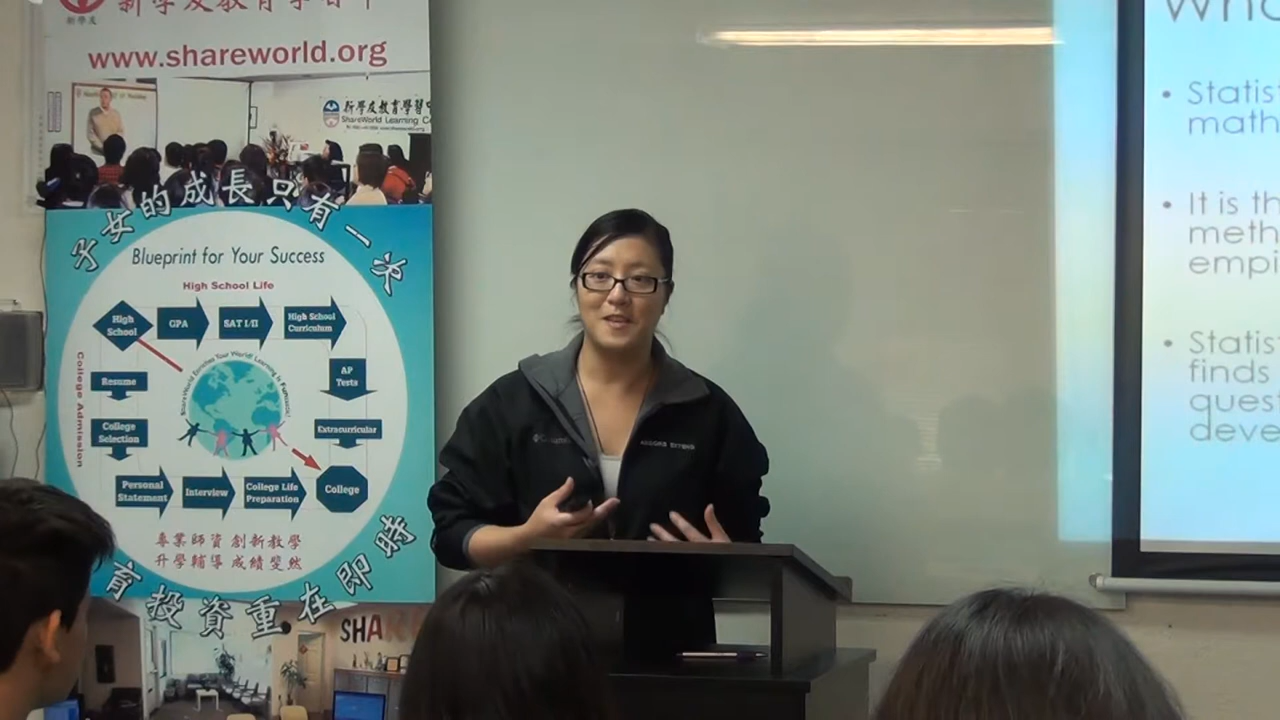 新學及教育學習中
www.shareworld.org
新學及教育學習中
ShareWorld Learning Ce
子女的成長只有一次
Blueprint for Your Success
High School Life
High School
GPA
SAT I/II
High School Curriculum
AP Tests
Extracurricular
College
College Life Preparation
Interview
Personal Statement
College Selection
Resume
College Admission
專業師資 創新教學
升學輔導 成績斐然
育投資重在即時
SHAR
Columbia
Wha
• Statist
math
• It is th
meth
empi
• Statist
finds
quest
deve